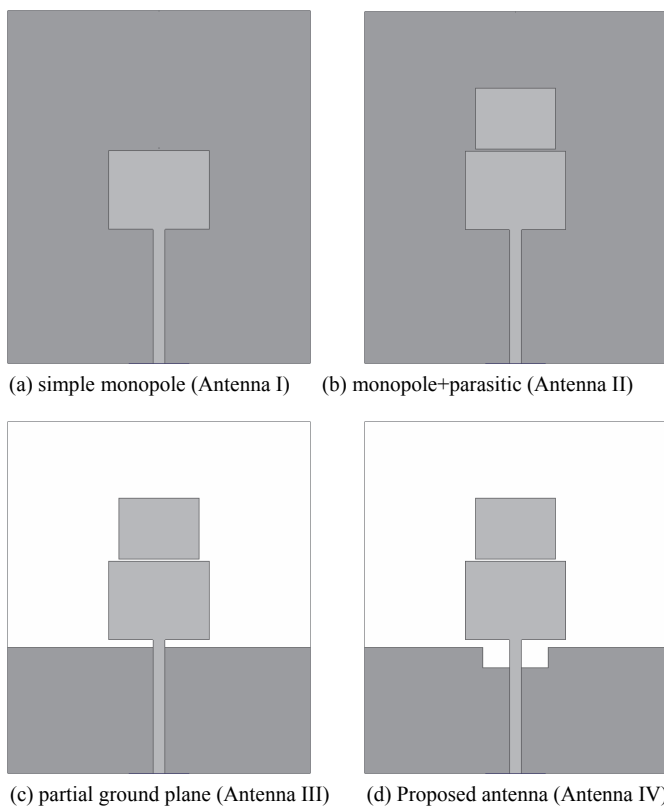 (a) simple monopole (Antenna I)
(b) monopole+parasitic (Antenna II)
(c) partial ground plane (Antenna III)
(d) Proposed antenna (Antenna IV)